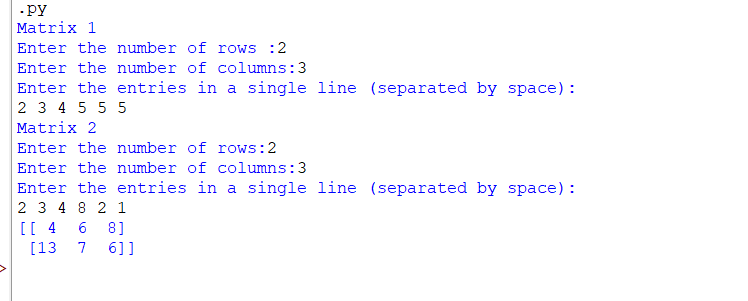 .py
Matrix 1
Enter the number of rows :2
Enter the number of columns:3
Enter the entries in a single line (separated by space):
2 3 4 5 5 5
Matrix 2
Enter the number of rows:2
Enter the number of columns:3
Enter the entries in a single line (separated by space):
2 3 4 8 2 1
[[ 4  6  8]
 [13  7  6]]
>